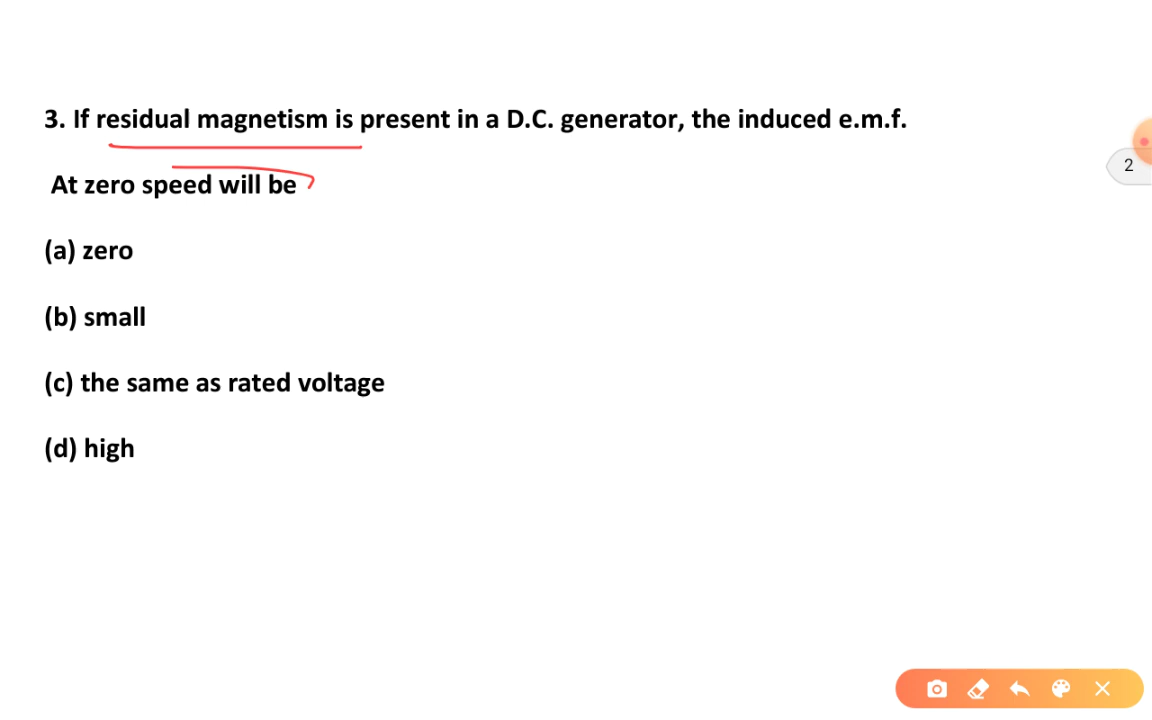 3. If residual magnetism is present in a D.C. generator, the induced e.m.f.
2
At zero speed will be
(a) zero
(b) small
(c) the same as rated voltage
(d) high